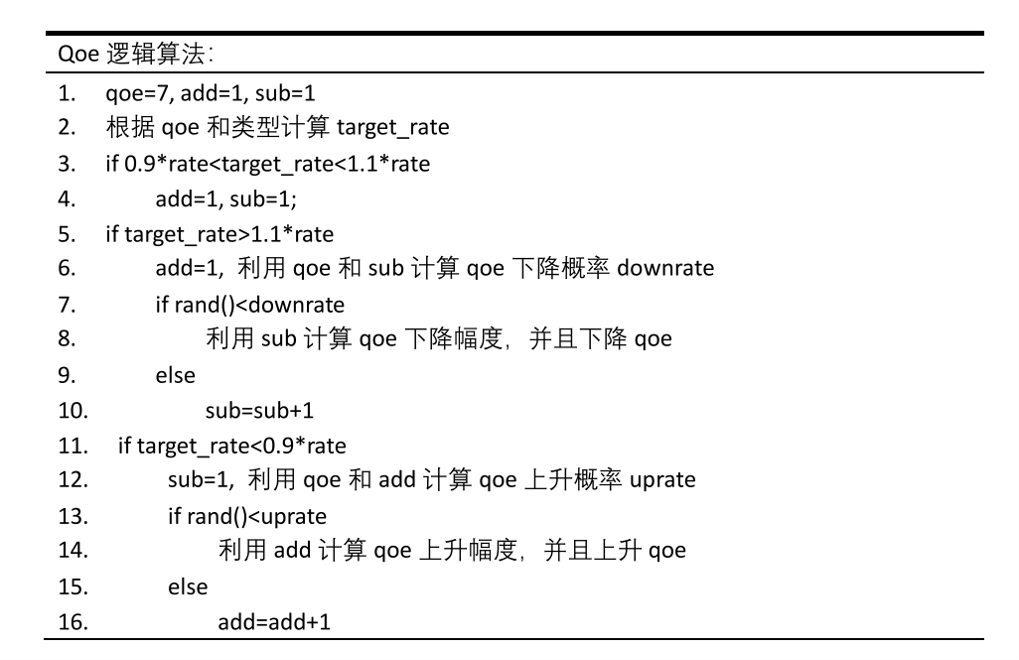 Qoe 逻辑算法：
1. qoe=7, add=1, sub=1
2. 根据 qoe 和类型计算 target_rate
3. if 0.9*rate<target_rate<1.1*rate
4. add=1, sub=1;
5. if target_rate>1.1*rate
6. add=1, 利用 qoe 和 sub 计算 qoe 下降概率 downrate
7. if rand()<downrate
8. 利用 sub 计算 qoe 下降幅度，并且下降 qoe
9. else
10. sub=sub+1
11. if target_rate<0.9*rate
12. sub=1, 利用 qoe 和 add 计算 qoe 上升概率 uprate
13. if rand()<uprate
14. 利用 add 计算 qoe 上升幅度，并且上升 qoe
15. else
16. add=add+1